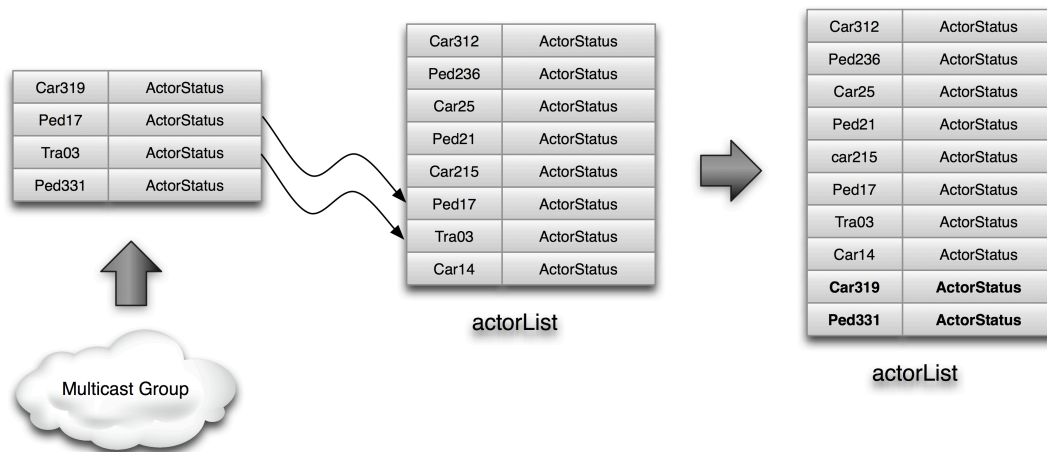 Car319 ActorStatus
Ped17 ActorStatus
Tra03 ActorStatus
Ped331 ActorStatus
Multicast Group
Car312 ActorStatus
Ped236 ActorStatus
Car25 ActorStatus
Ped21 ActorStatus
Car215 ActorStatus
Ped17 ActorStatus
Tra03 ActorStatus
Car14 ActorStatus
actorList
Car312 ActorStatus
Ped236 ActorStatus
Car25 ActorStatus
Ped21 ActorStatus
car215 ActorStatus
Ped17 ActorStatus
Tra03 ActorStatus
Car14 ActorStatus
Car319 ActorStatus
Ped331 ActorStatus
actorList